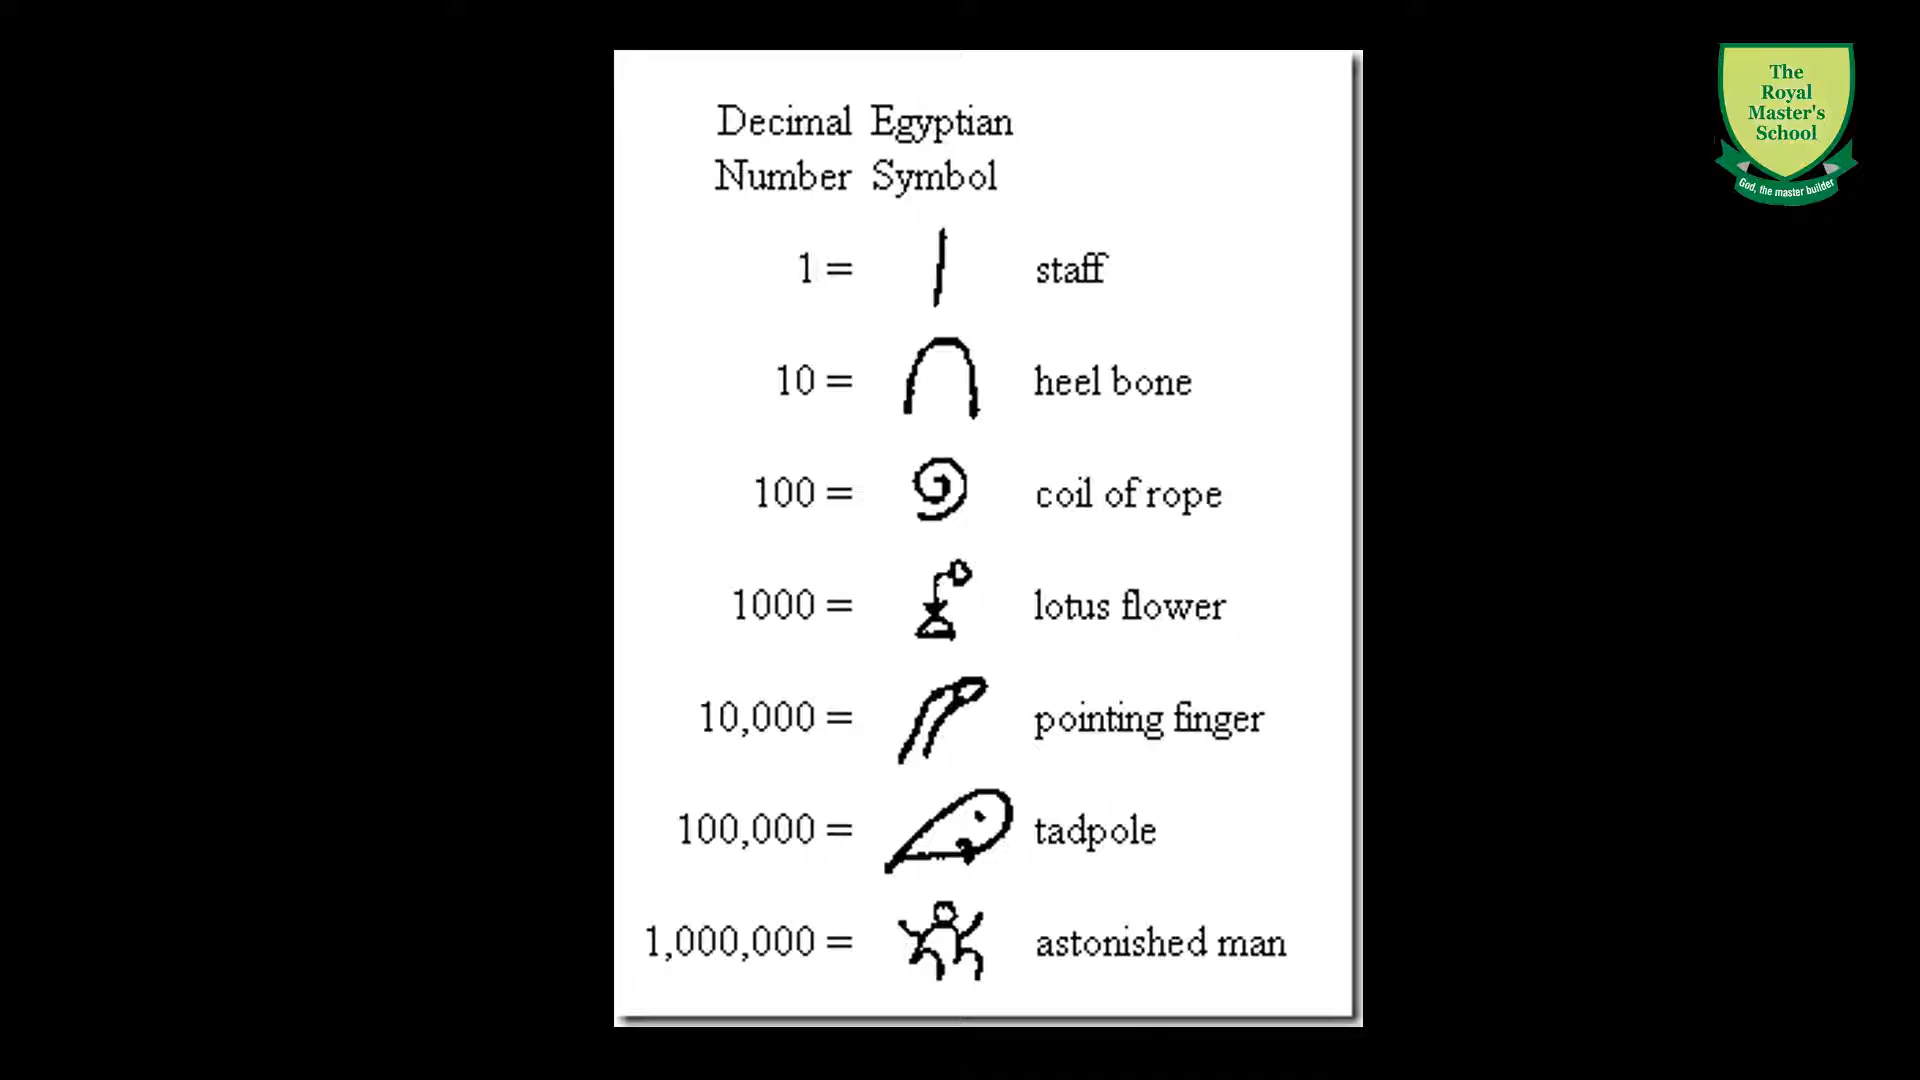 Decimal Egyptian
Number Symbol
1 = staff
10 = heel bone
100 = coil of rope
1000 = lotus flower
10,000 = pointing finger
100,000 = tadpole
1,000,000 = astonished man
The
Royal
Master's
School
God, the master builder